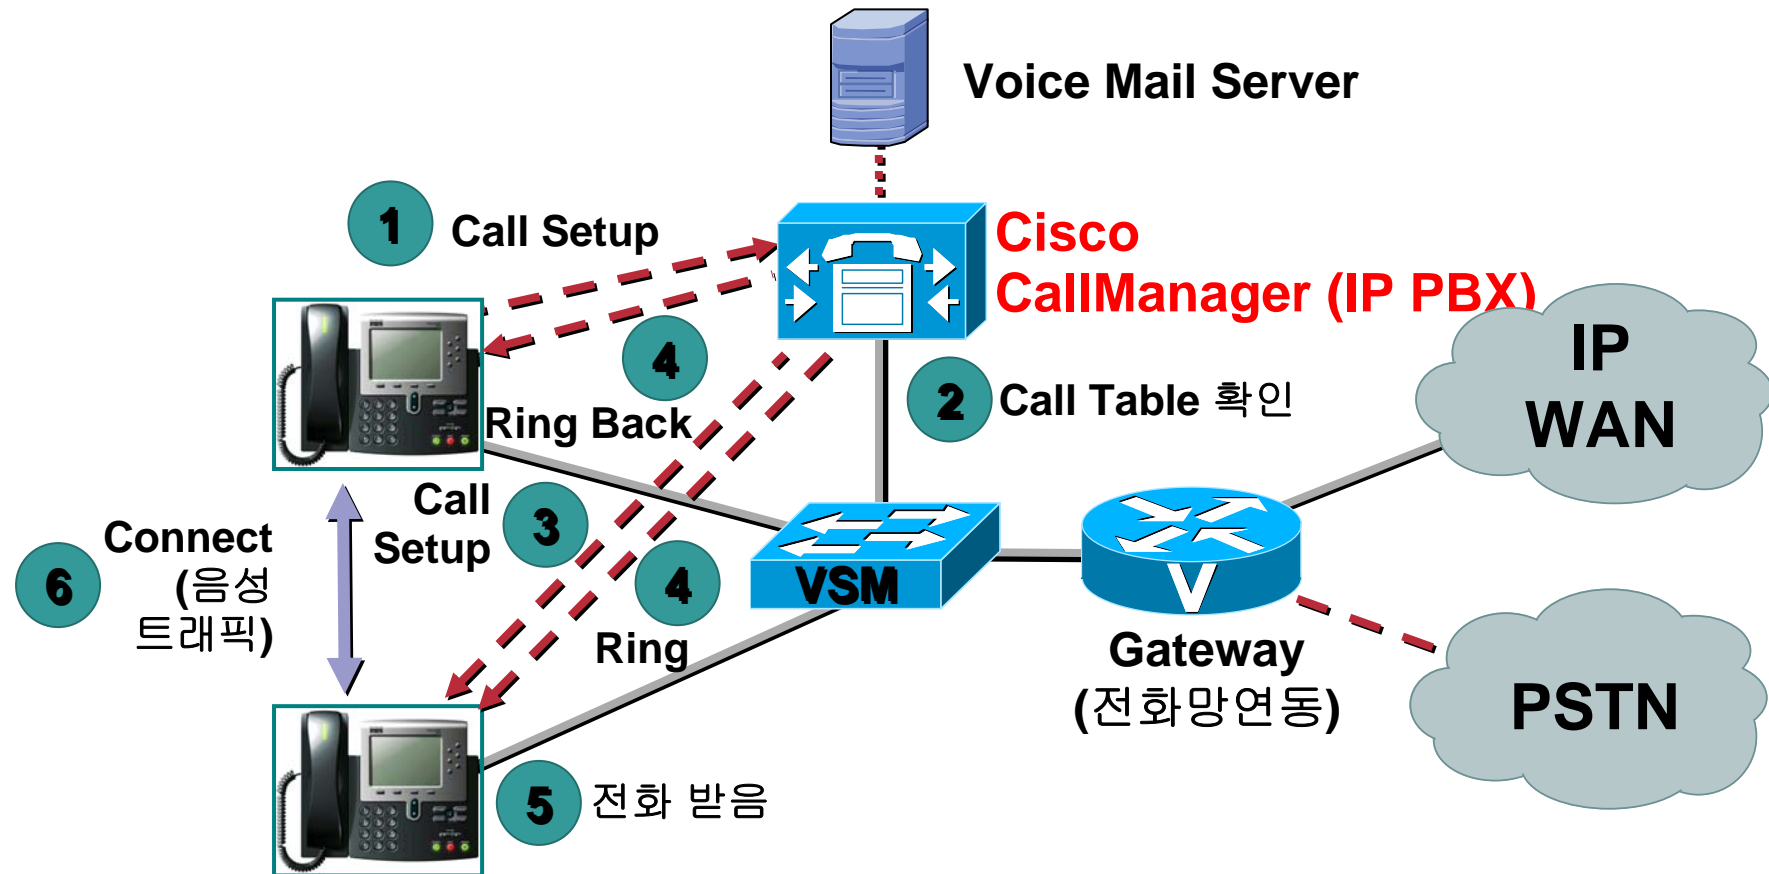 Voice Mail Server
1
Call Setup
Cisco
CallManager (IP PBX)
4
Ring Back
2
Call Table 확인
IP
WAN
Call
Setup
3
4
Ring
6
Connect
(음성
트래픽)
VSM
V
Gateway
(전화망연동)
PSTN
5
전화 받음